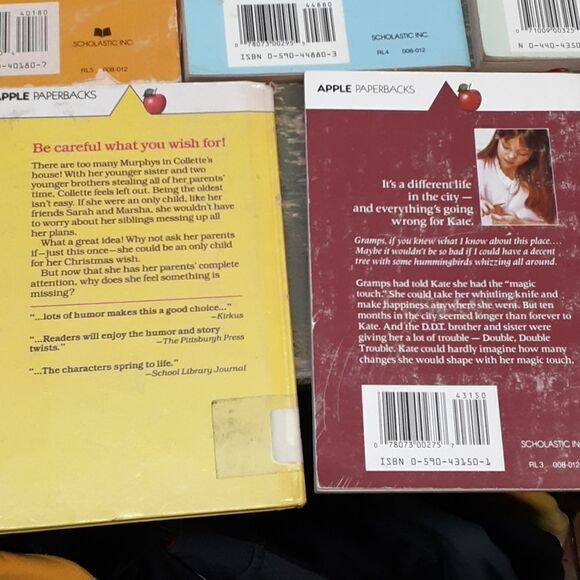 40180
40180-7
SCHOLASTIC INC.
RL5 008-012
44880
0 78073 00295
ISBN 0-590-44880-3
SCHOLASTIC INC.
RL4 008-012
71009 00325
N 0-440-4350
APPLE PAPERBACKS
Be careful what you wish for!
There are too many Murphys in Collette's
house! With her younger sister and two
younger brothers stealing all of her parents'
time, Collette feels left out. Being the oldest
isn't easy. If she were an only child, like her
friends Sarah and Marsha, she wouldn't have
to worry about her siblings messing up all
her plans.
What a great idea! Why not ask her parents
if—just this once—she could be an only child
for her Christmas wish.
But now that she has her parents' complete
attention, why does she feel something is
missing?
"...lots of humor makes this a good choice..."
—Kirkus
"...Readers will enjoy the humor and story
twists."
—The Pittsburgh Press
"...The characters spring to life."
—School Library Journal
APPLE PAPERBACKS
It's a different life
in the city —
and everything's going
wrong for Kate.
Gramps, if you knew what I know about this place....
Maybe it wouldn't be so bad if I could have a decent
tree with some hummingbirds whizzing all around.
Gramps had told Kate she had the "magic
touch." She could take her whittling knife and
make happiness anywhere she went. But ten
months in the city seemed longer than forever to
Kate. And the D.D.T. brother and sister were
giving her a lot of trouble — Double, Double
Trouble. Kate could hardly imagine how many
changes she would shape with her magic touch.
43150
0 78073 00275 7
ISBN 0-590-43150-1
SCHOLASTIC IN
RL3 008-012